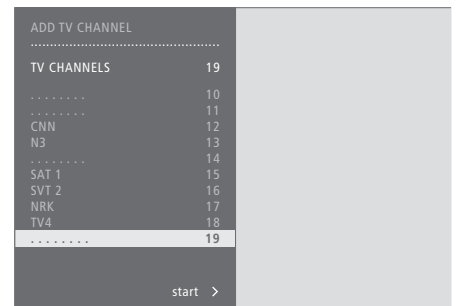 ADD TV CHANNEL
TV CHANNELS 19
. . . . . . . . 10
. . . . . . . . 11
CNN 12
N3 13
. . . . . . . . 14
SAT 1 15
SVT 2 16
NRK 17
TV4 18
. . . . . . . . 19
start >